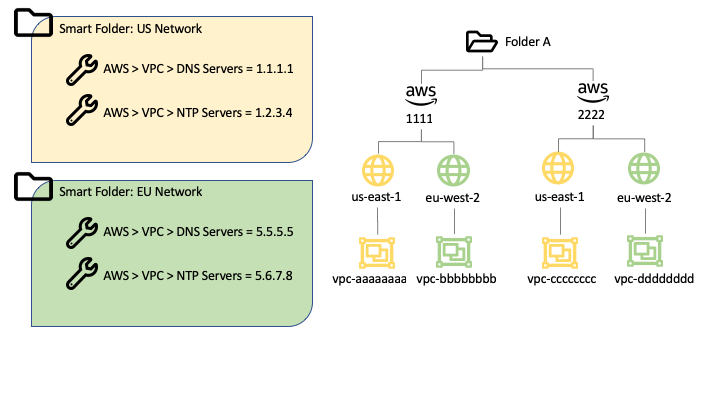 Smart Folder: US Network
AWS > VPC > DNS Servers = 1.1.1.1
AWS > VPC > NTP Servers = 1.2.3.4
Smart Folder: EU Network
AWS > VPC > DNS Servers = 5.5.5.5
AWS > VPC > NTP Servers = 5.6.7.8
Folder A
aws
1111
aws
2222
us-east-1
eu-west-2
us-east-1
eu-west-2
vpc-aaaaaaaa
vpc-bbbbbbbb
vpc-cccccccc
vpc-dddddddd